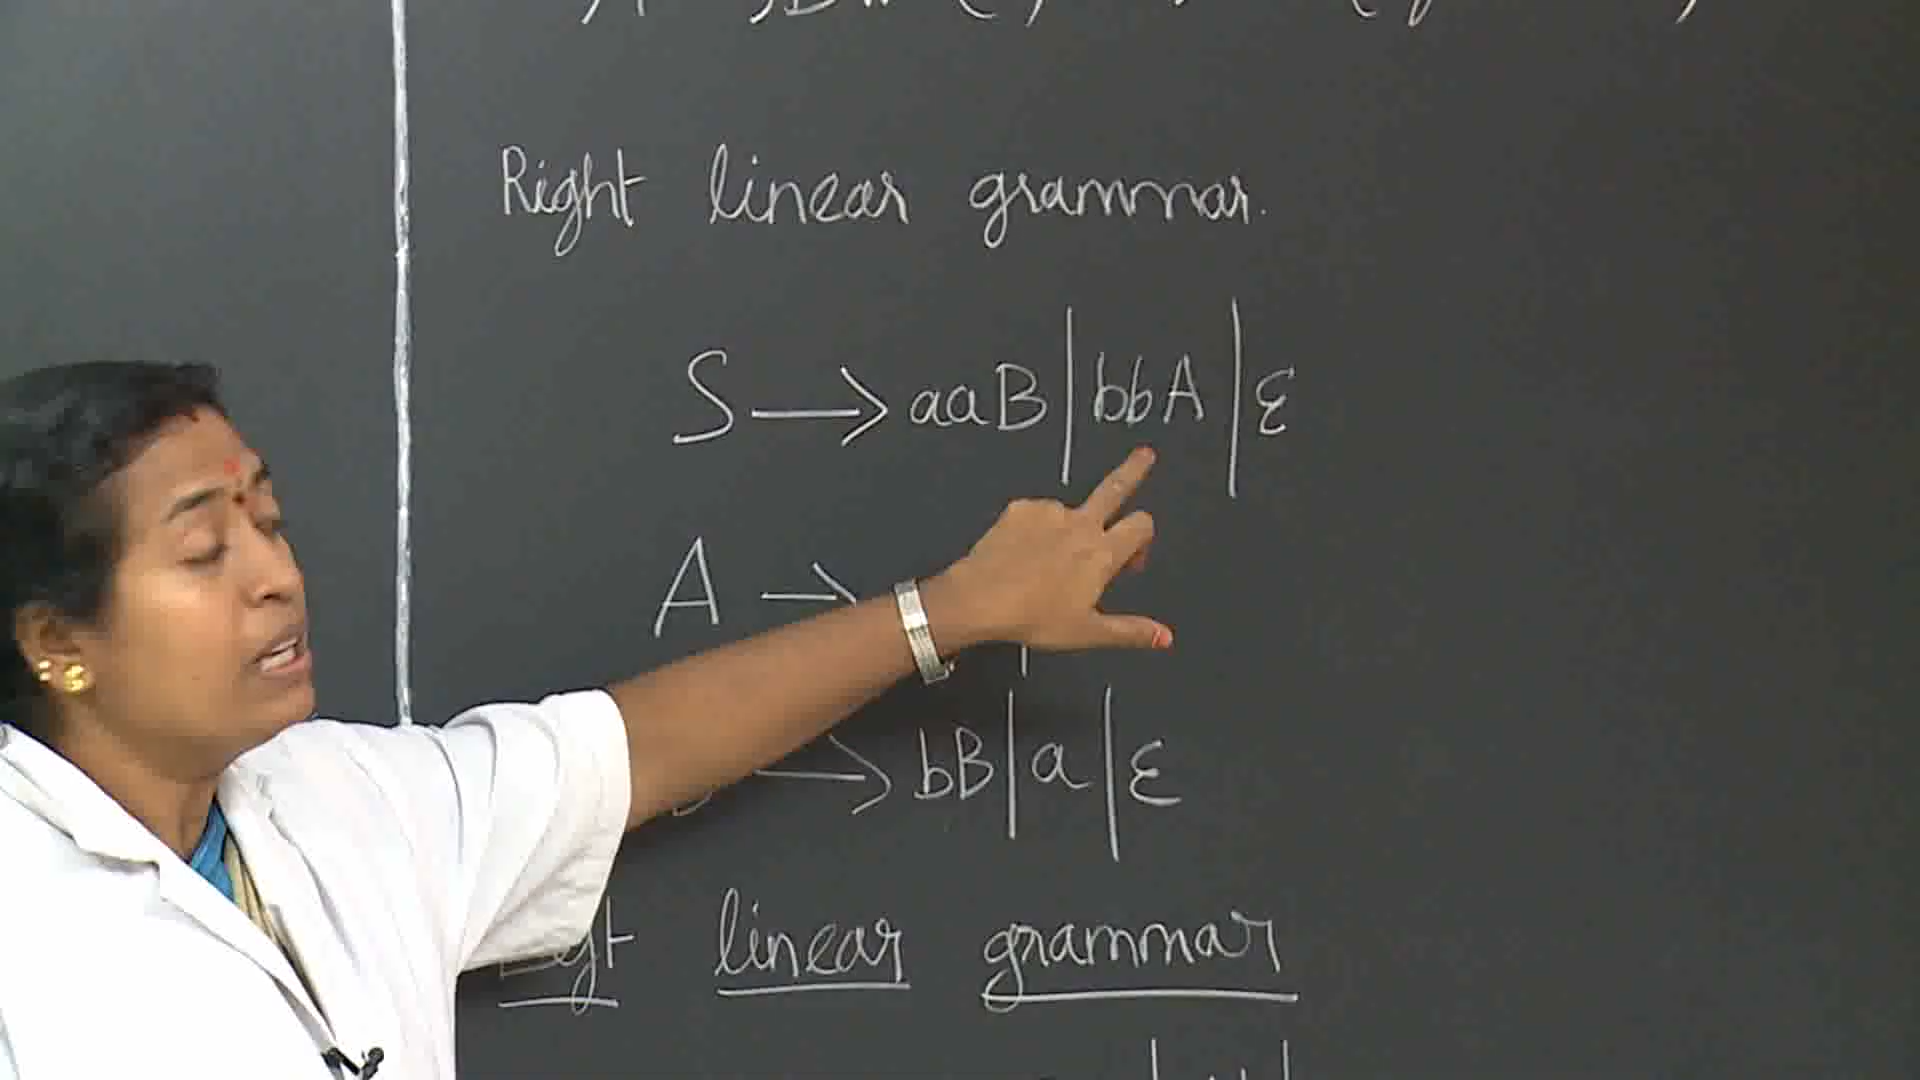 Right linear grammar.
S → aaB | bbA | ε
A →
→ bB | a | ε
Left linear grammar